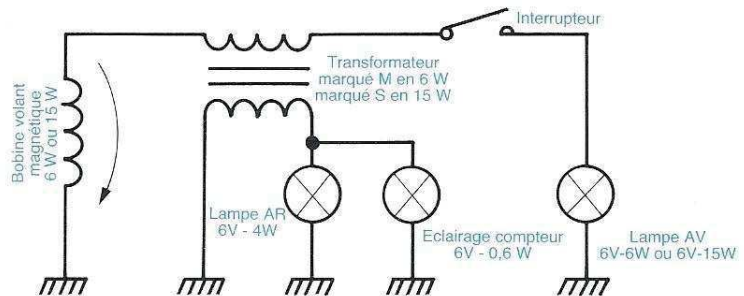 Interrupteur
Transformateur
marqué M en 6 W
marqué S en 15 W
Bobine volant
magnétique
6 W ou 15 W
Lampe AR
6V - 4W
Eclairage compteur
6V - 0,6 W
Lampe AV
6V-6W ou 6V-15W